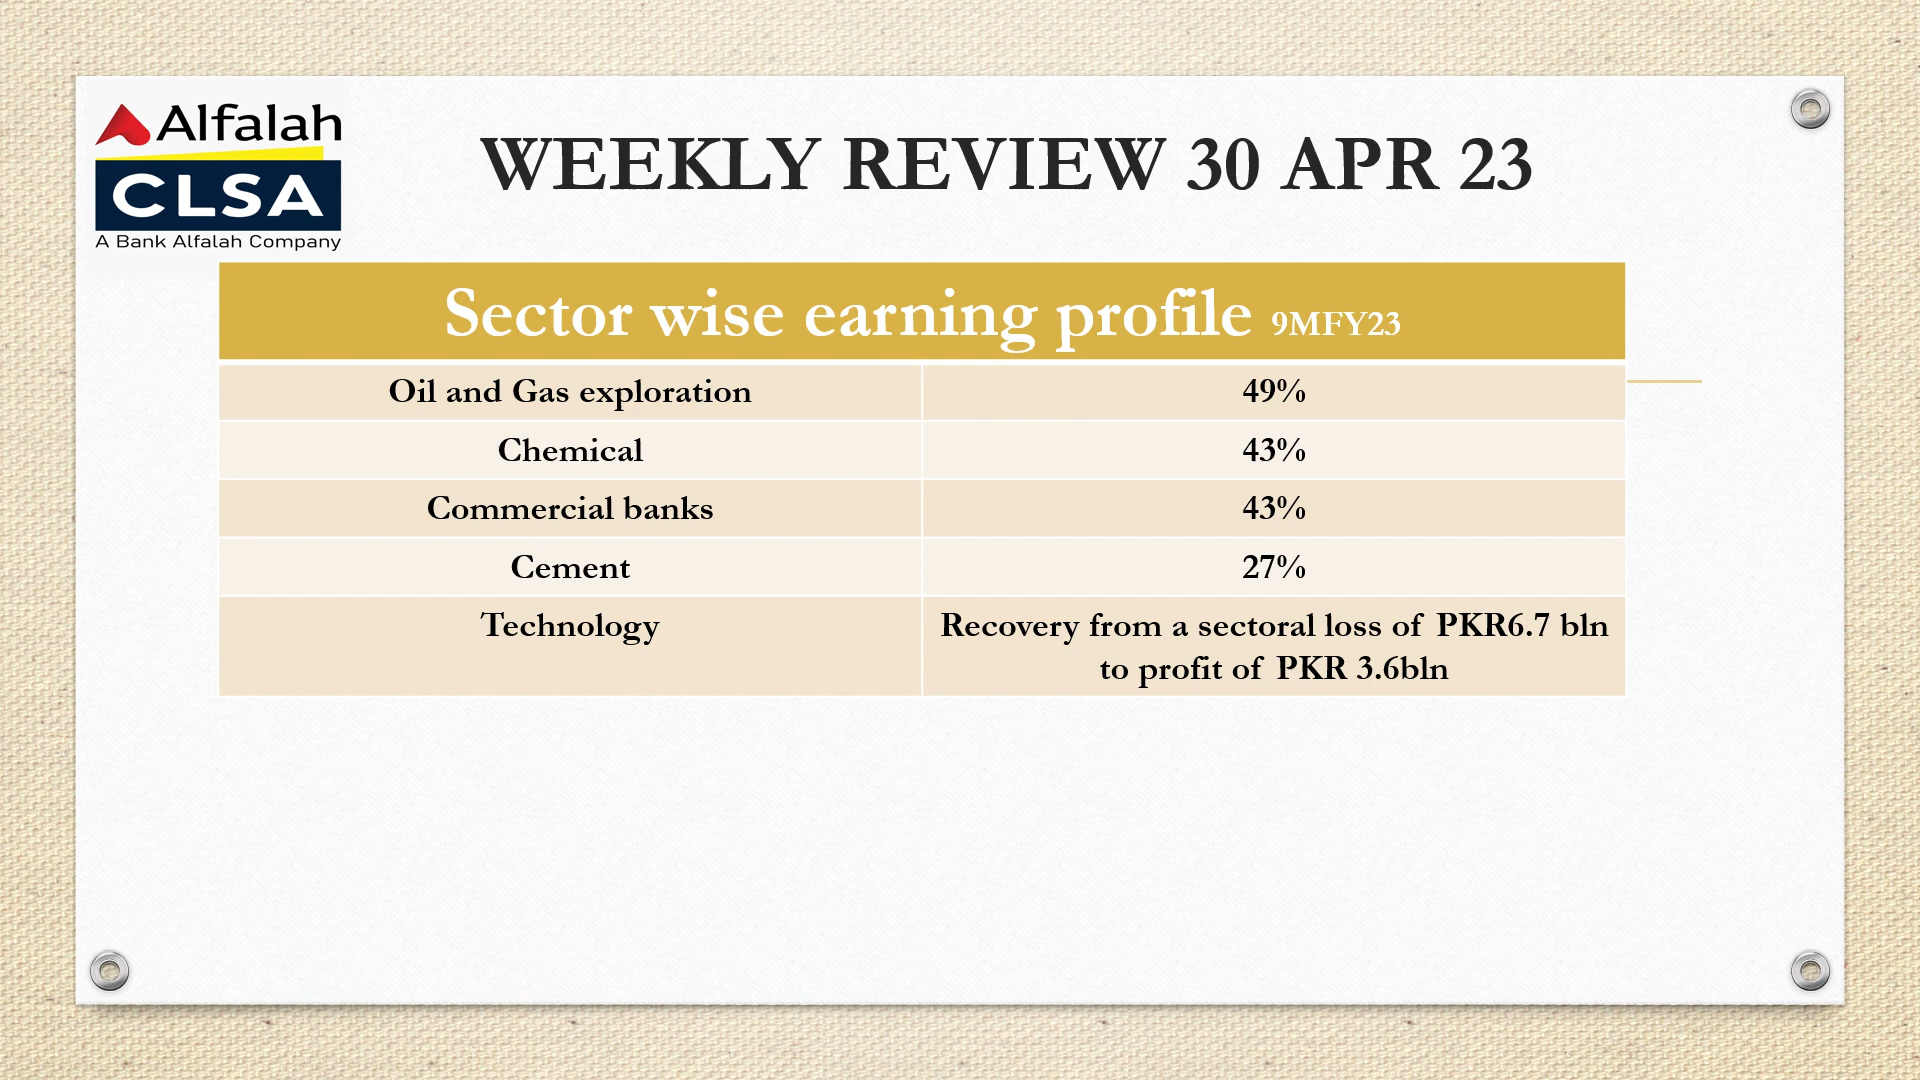 Alfalah
CLSA
A Bank Alfalah Company
WEEKLY REVIEW 30 APR 23
Sector wise earning profile 9MFY23
Oil and Gas exploration 49%
Chemical 43%
Commercial banks 43%
Cement 27%
Technology Recovery from a sectoral loss of PKR6.7 bln
to profit of PKR 3.6bln